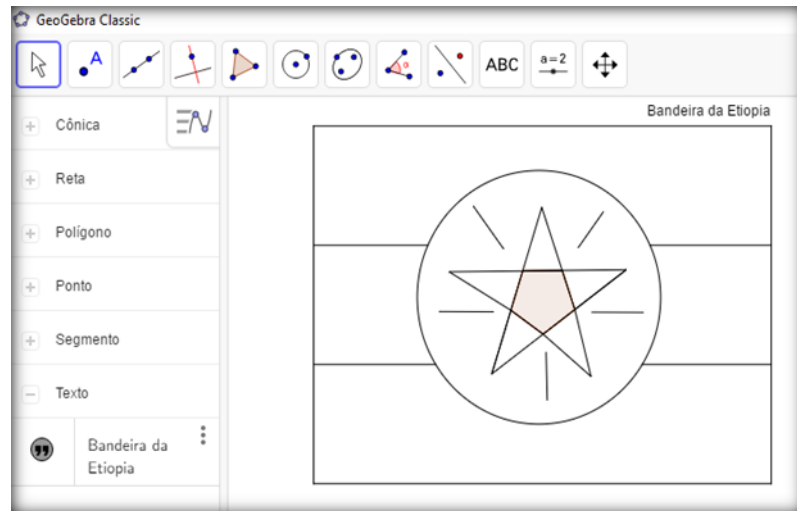 GeoGebra Classic
A
α
ABC
a=2
Cônica
Reta
Polígono
Ponto
Segmento
Texto
Bandeira da
Etiopia
Bandeira da Etiopia